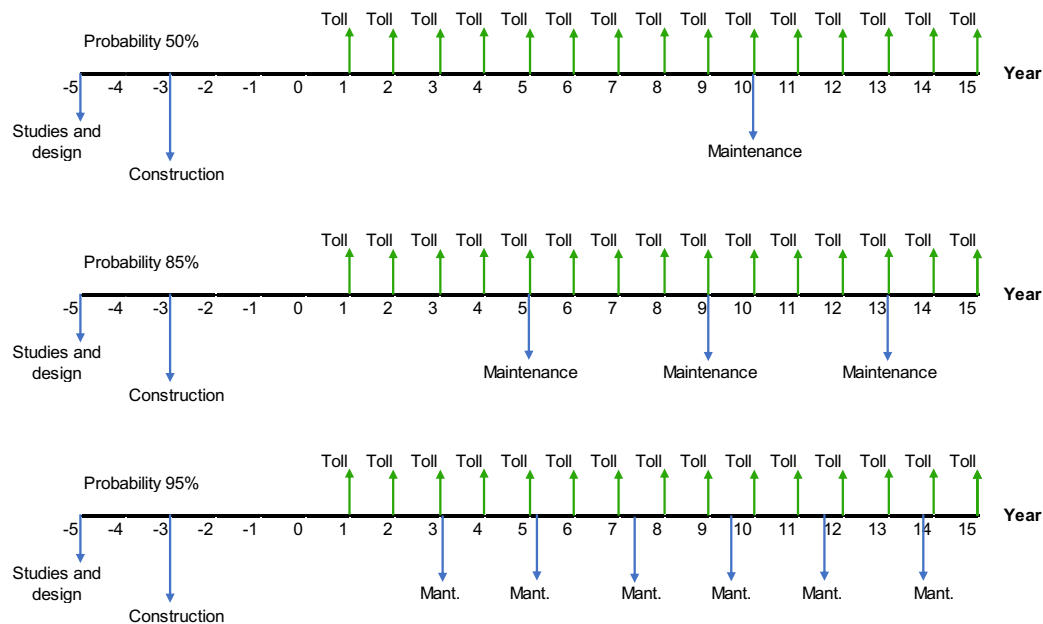 Toll Toll Toll Toll Toll Toll Toll Toll Toll Toll Toll Toll Toll Toll Toll
Probability 50%
Year
-5 -4 -3 -2 -1 0 1 2 3 4 5 6 7 8 9 10 11 12 13 14 15
Studies and
design
Maintenance
Construction
Toll Toll Toll Toll Toll Toll Toll Toll Toll Toll Toll Toll Toll Toll Toll
Probability 85%
Year
-5 -4 -3 -2 -1 0 1 2 3 4 5 6 7 8 9 10 11 12 13 14 15
Studies and
design
Maintenance Maintenance Maintenance
Construction
Toll Toll Toll Toll Toll Toll Toll Toll Toll Toll Toll Toll Toll Toll Toll
Probability 95%
Year
-5 -4 -3 -2 -1 0 1 2 3 4 5 6 7 8 9 10 11 12 13 14 15
Studies and
design
Mant. Mant. Mant. Mant. Mant. Mant.
Construction